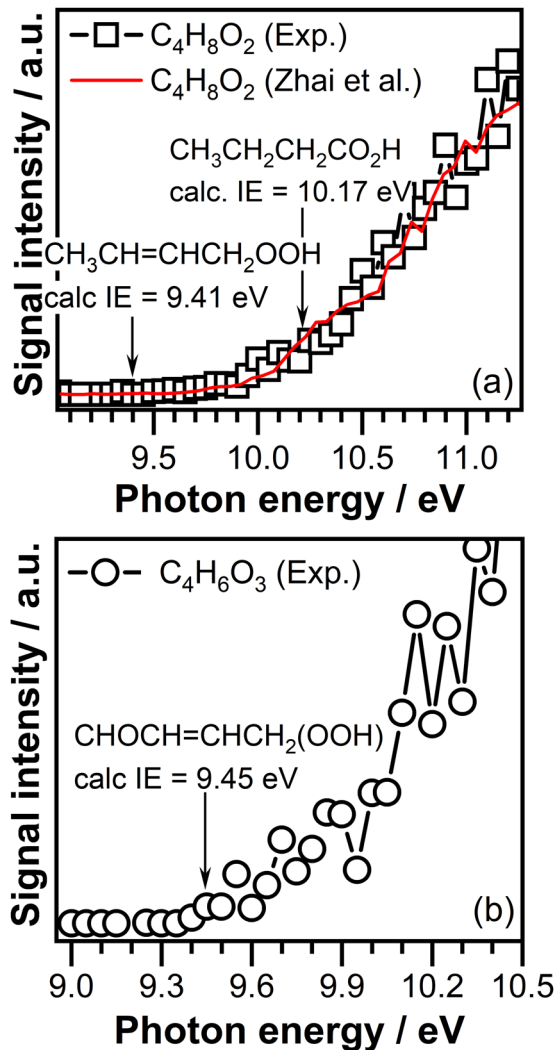 C₄H₈O₂ (Exp.)
C₄H₈O₂ (Zhai et al.)
CH₃CH₂CH₂CO₂H
calc. IE = 10.17 eV
CH₃CH=CHCH₂OOH
calc IE = 9.41 eV
(a)
Signal intensity / a.u.
9.5 10.0 10.5 11.0
Photon energy / eV
C₄H₆O₃ (Exp.)
CHOCH=CHCH₂(OOH)
calc IE = 9.45 eV
(b)
Signal intensity / a.u.
9.0 9.3 9.6 9.9 10.2 10.5
Photon energy / eV